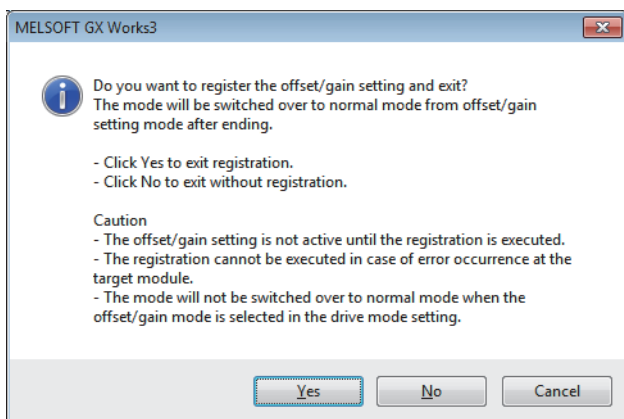 MELSOFT GX Works3
Do you want to register the offset/gain setting and exit?
The mode will be switched over to normal mode from offset/gain
setting mode after ending.
- Click Yes to exit registration.
- Click No to exit without registration.
Caution
- The offset/gain setting is not active until the registration is executed.
- The registration cannot be executed in case of error occurrence at the
target module.
- The mode will not be switched over to normal mode when the
offset/gain mode is selected in the drive mode setting.
Yes
No
Cancel